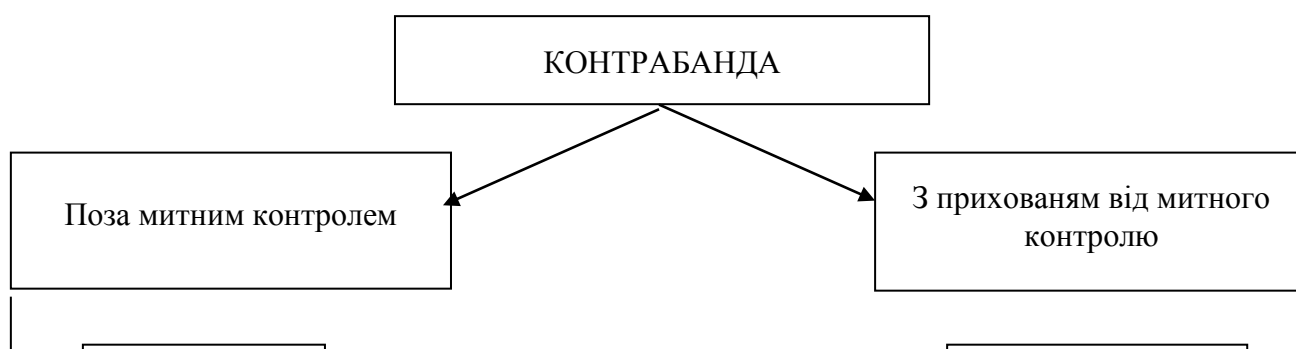 КОНТРАБАНДА
Поза митним контролем
З прихованям від митного
контролю